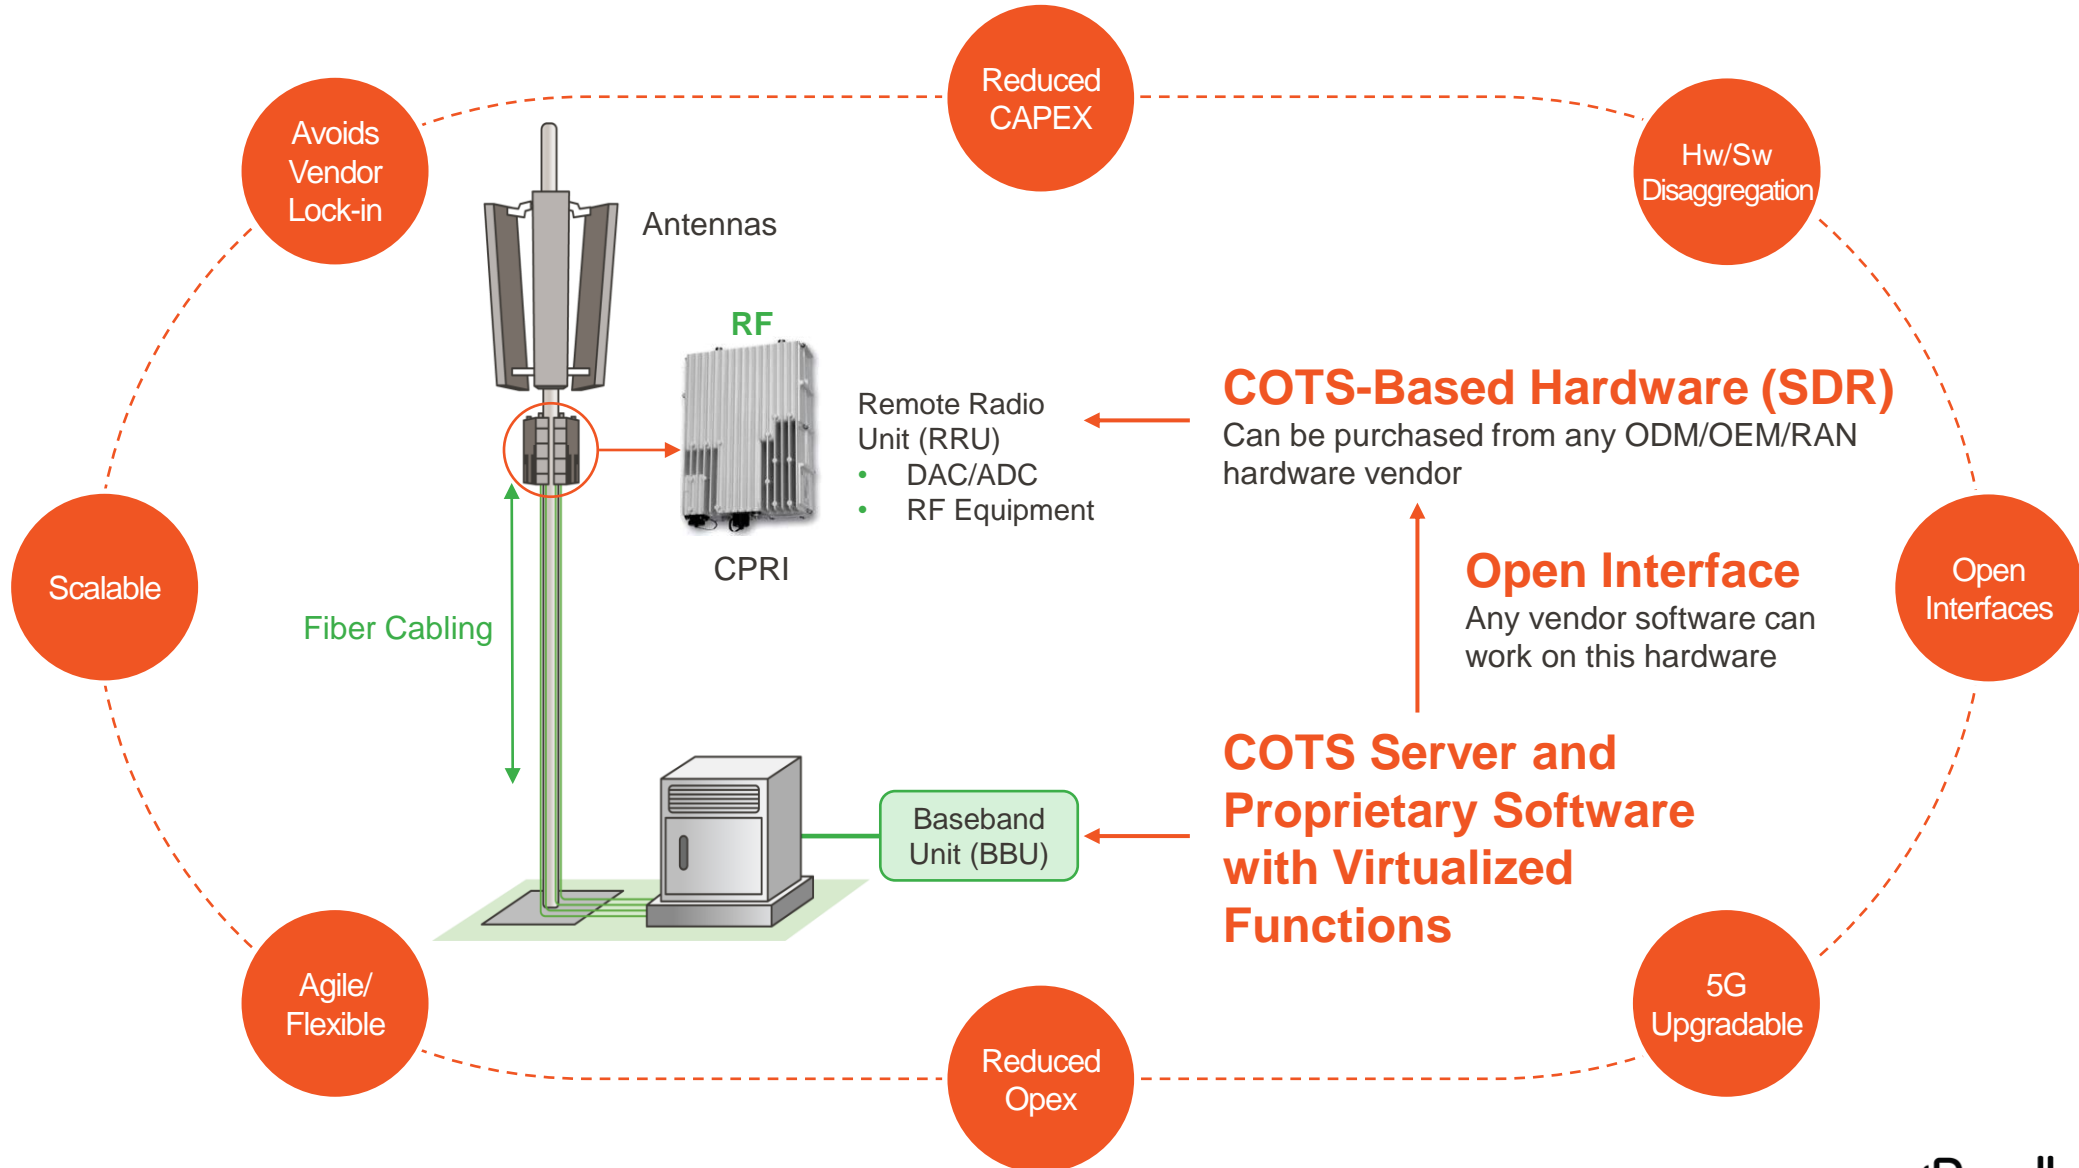 Reduced
CAPEX
Avoids
Vendor
Lock-in
Hw/Sw
Disaggregation
Antennas
RF
Remote Radio
Unit (RRU)
• DAC/ADC
• RF Equipment
CPRI
COTS-Based Hardware (SDR)
Can be purchased from any ODM/OEM/RAN
hardware vendor
Open Interface
Any vendor software can
work on this hardware
Open
Interfaces
Scalable
Fiber Cabling
COTS Server and
Proprietary Software
with Virtualized
Functions
Baseband
Unit (BBU)
Agile/
Flexible
5G
Upgradable
Reduced
Opex